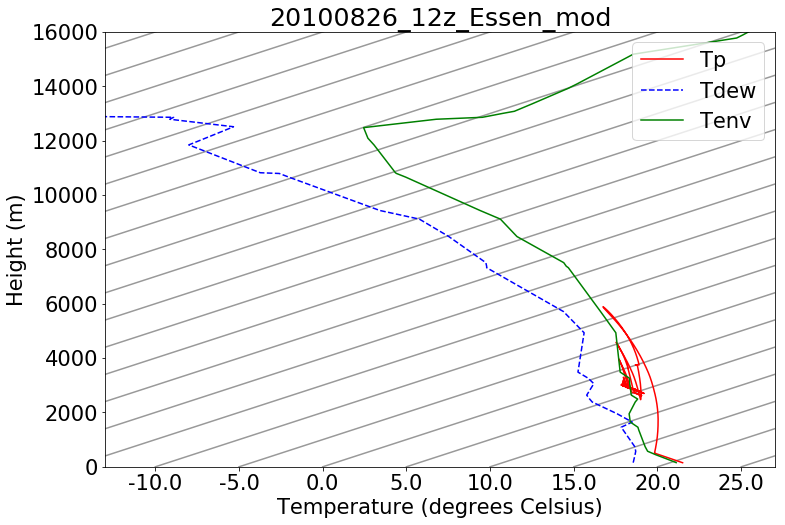 20100826_12z_Essen_mod
Tp
Tdew
Tenv
16000
14000
12000
10000
8000
6000
4000
2000
0
Height (m)
-10.0 -5.0 0.0 5.0 10.0 15.0 20.0 25.0
Temperature (degrees Celsius)